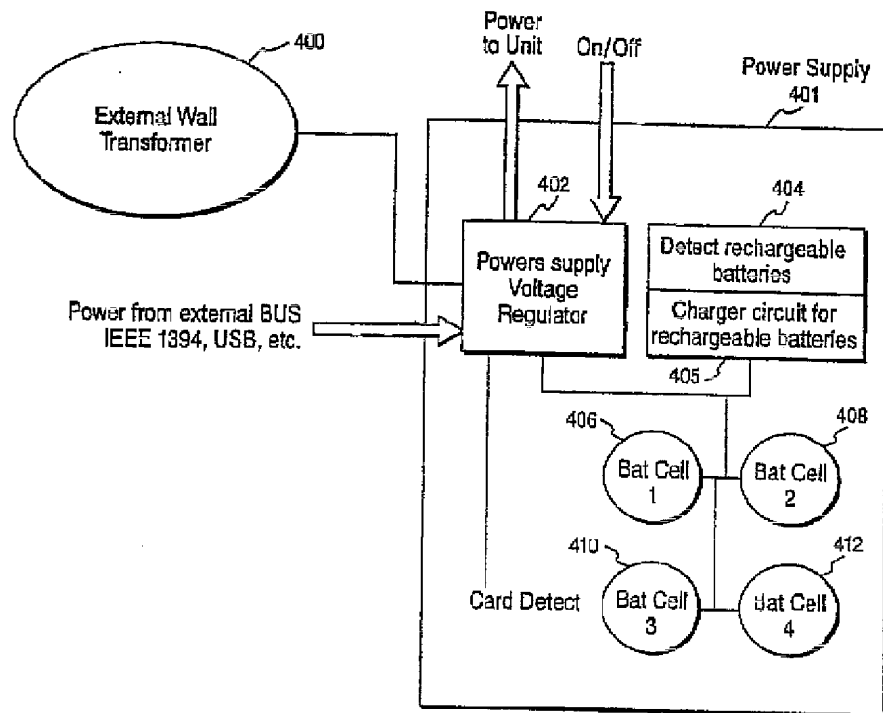 400
Power
to Unit
On/Off
Power Supply
401
External Wall
Transformer
402
404
Powers supply
Voltage
Regulator
Detect rechargeable
batteries
Charger circuit for
rechargeable batteries
405
Power from external BUS
IEEE 1394, USB, etc.
406
408
Bat Cell
1
Bat Cell
2
410
412
Bat Cell
3
Bat Cell
4
Card Detect